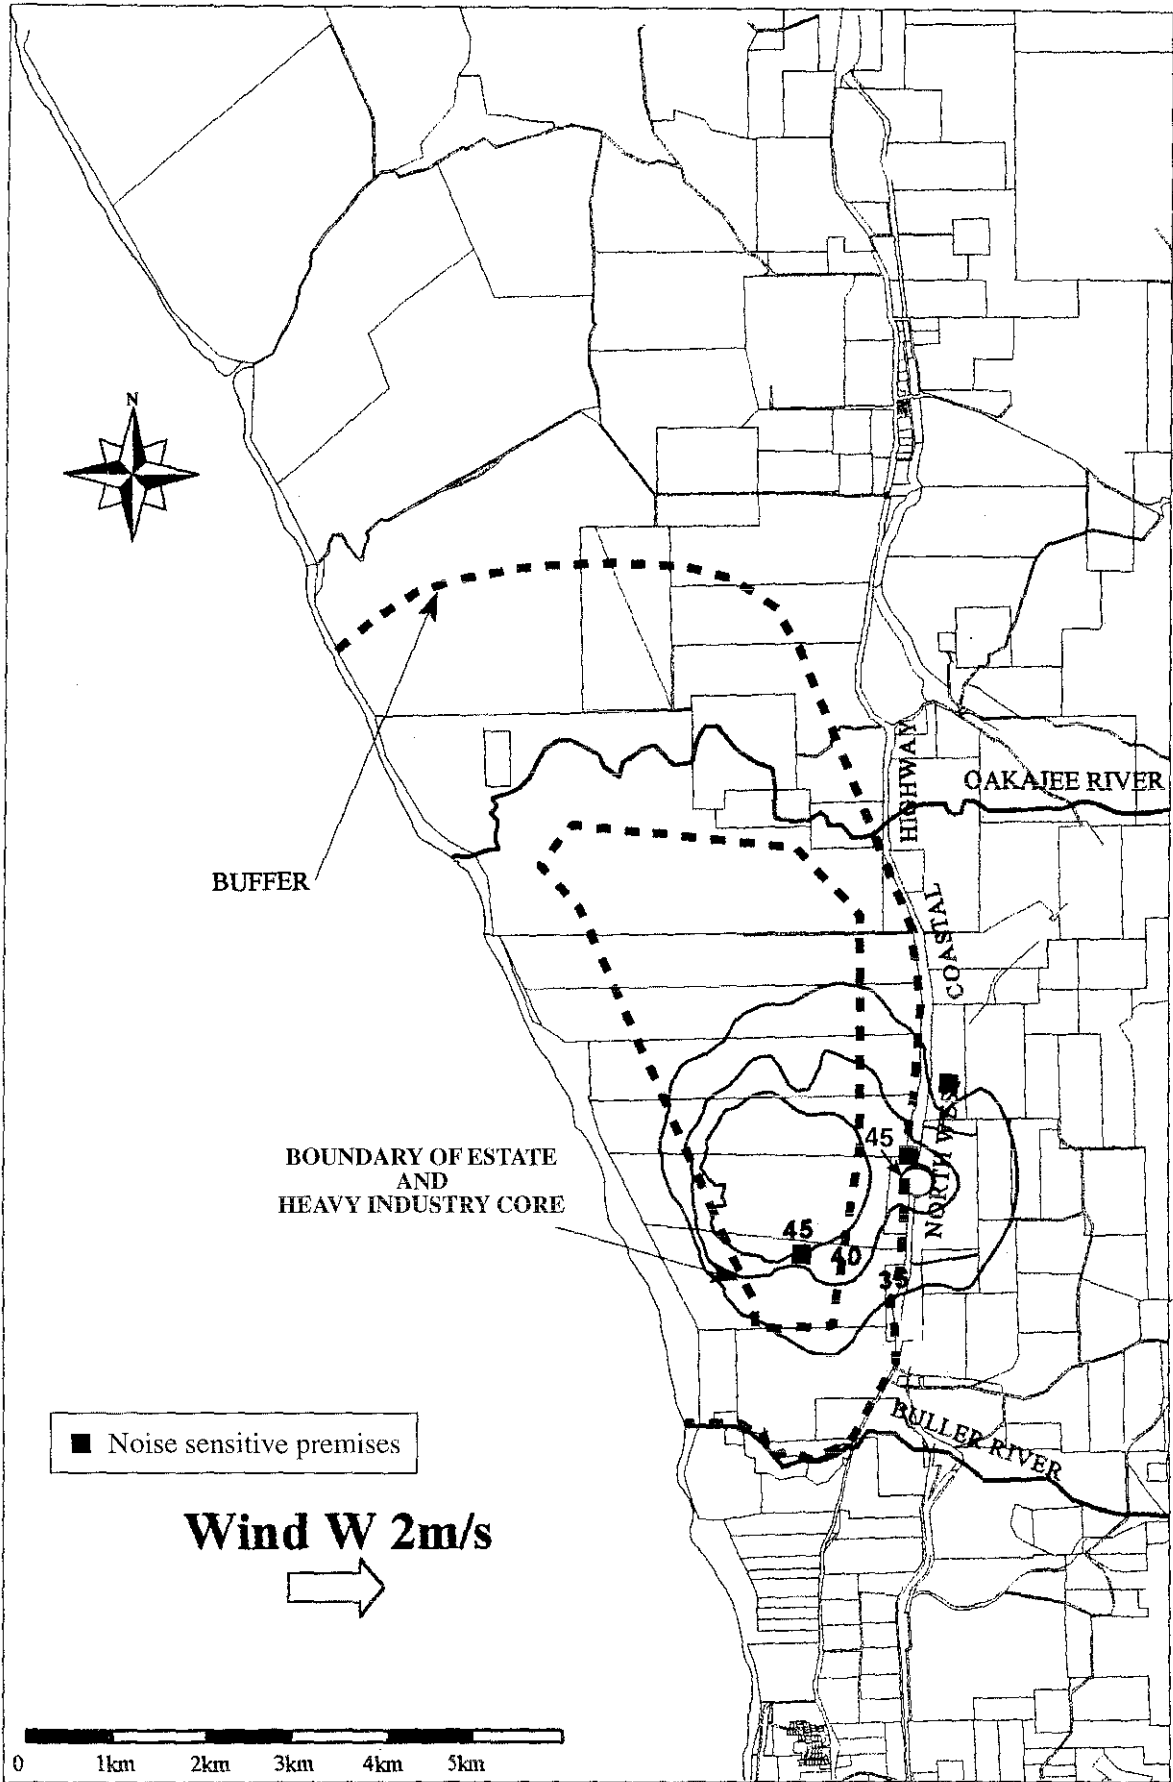 N
HIGHWAY
OAKAJEE RIVER
BUFFER
COASTAL
NORTH WEST
45
BOUNDARY OF ESTATE
AND
HEAVY INDUSTRY CORE
45
40
35
BULLER RIVER
Noise sensitive premises
Wind W 2m/s
0 1km 2km 3km 4km 5km